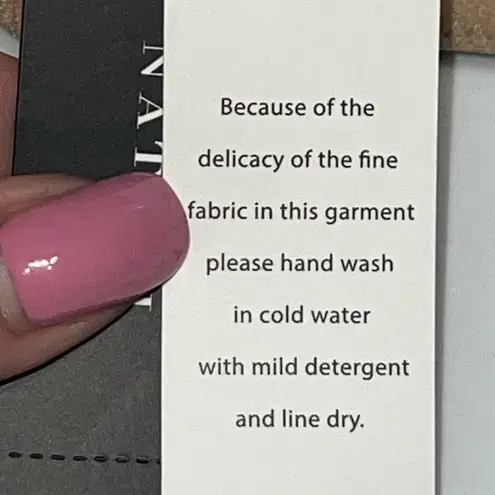 Because of the
delicacy of the fine
fabric in this garment
please hand wash
in cold water
with mild detergent
and line dry.